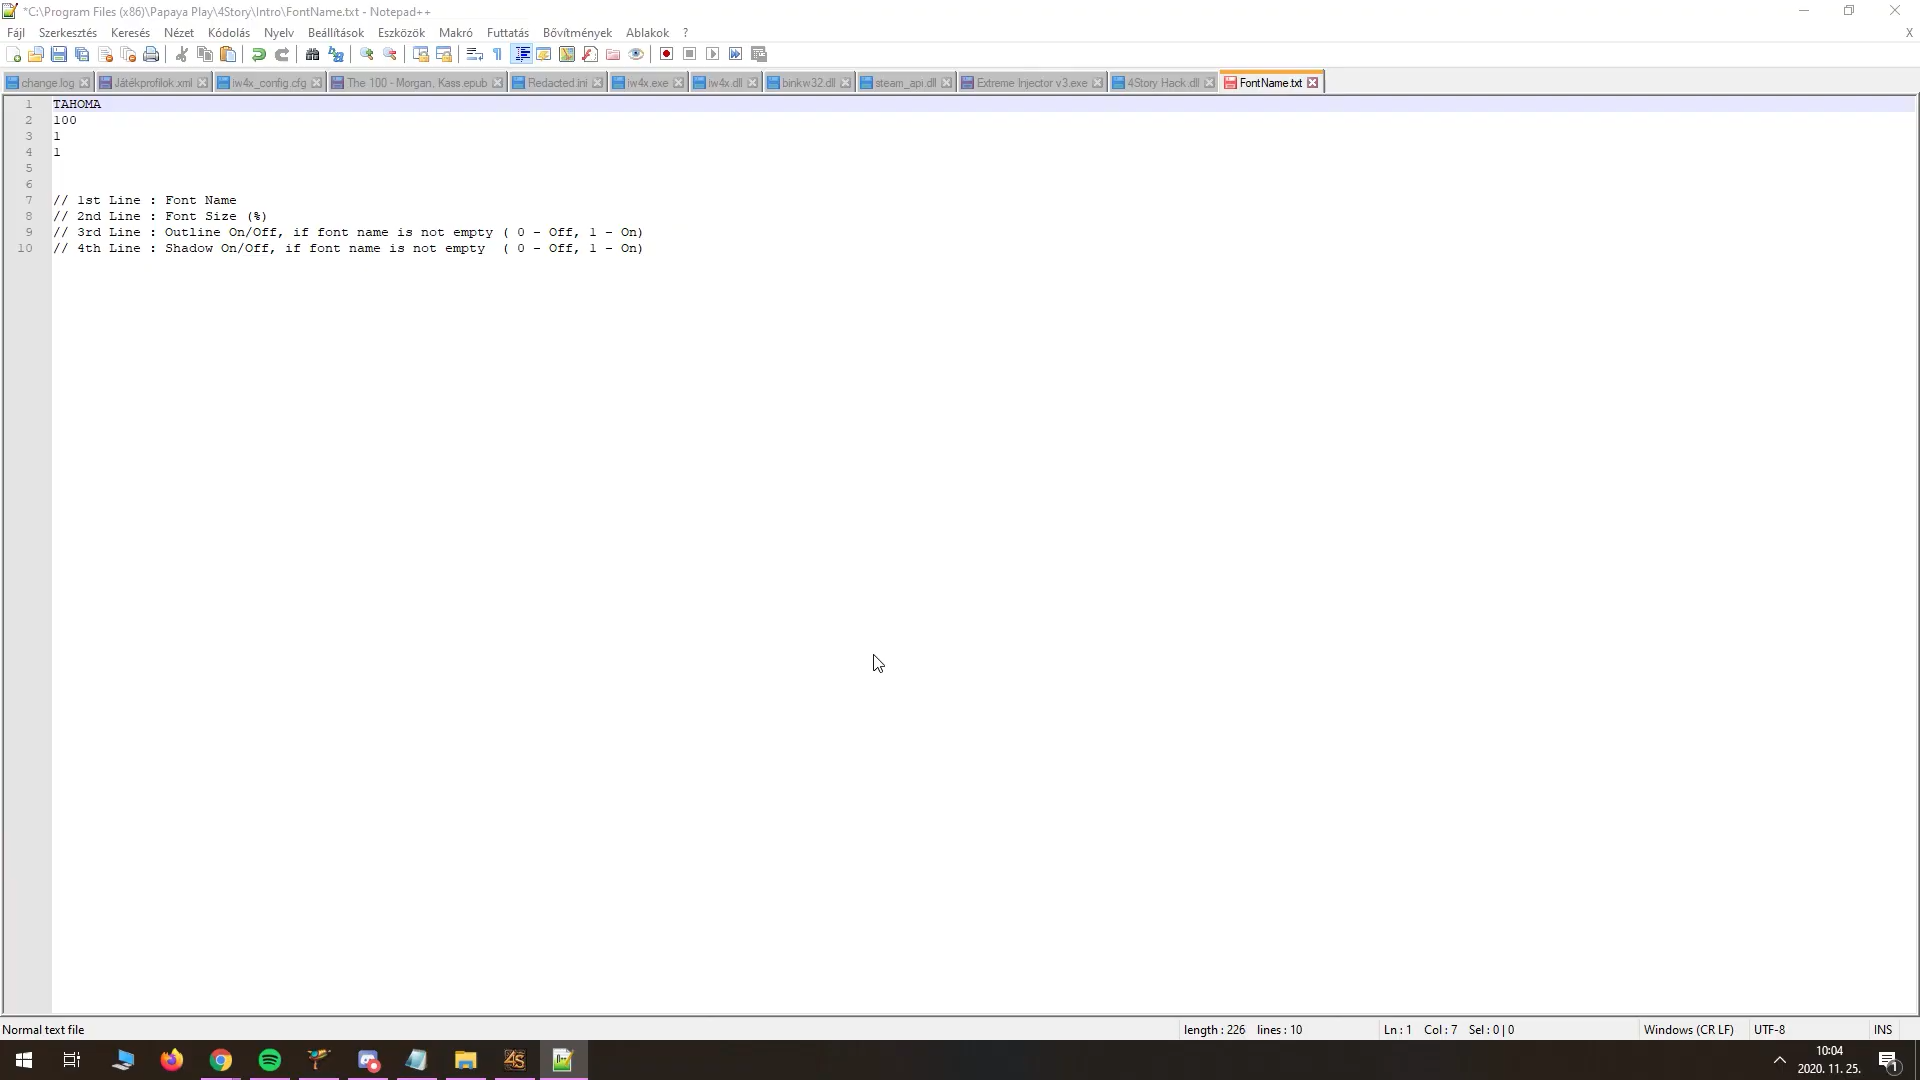 *C:\Program Files (x86)\Papaya Play\4Story\Intro\FontName.txt - Notepad++
Fájl Szerkesztés Keresés Nézet Kódolás Nyelv Beállítások Eszközök Makró Futtatás Bővítmények Ablakok ? X
change.log Játékprofilok.xml iw4x_config.cfg The 100 - Morgan, Kass.epub Redacted.ini iw4x.exe iw4x.dll binkw32.dll steam_api.dll Extreme Injector v3.exe 4Story Hack.dll FontName.txt
1 TAHOMA
2 100
3 1
4 1
5
6
7 // 1st Line : Font Name
8 // 2nd Line : Font Size (%)
9 // 3rd Line : Outline On/Off, if font name is not empty ( 0 - Off, 1 - On)
10 // 4th Line : Shadow On/Off, if font name is not empty  ( 0 - Off, 1 - On)
Normal text file length : 226 lines : 10 Ln : 1 Col : 7 Sel : 0 | 0 Windows (CR LF) UTF-8 INS
4S
10:04
2020. 11. 25.
1